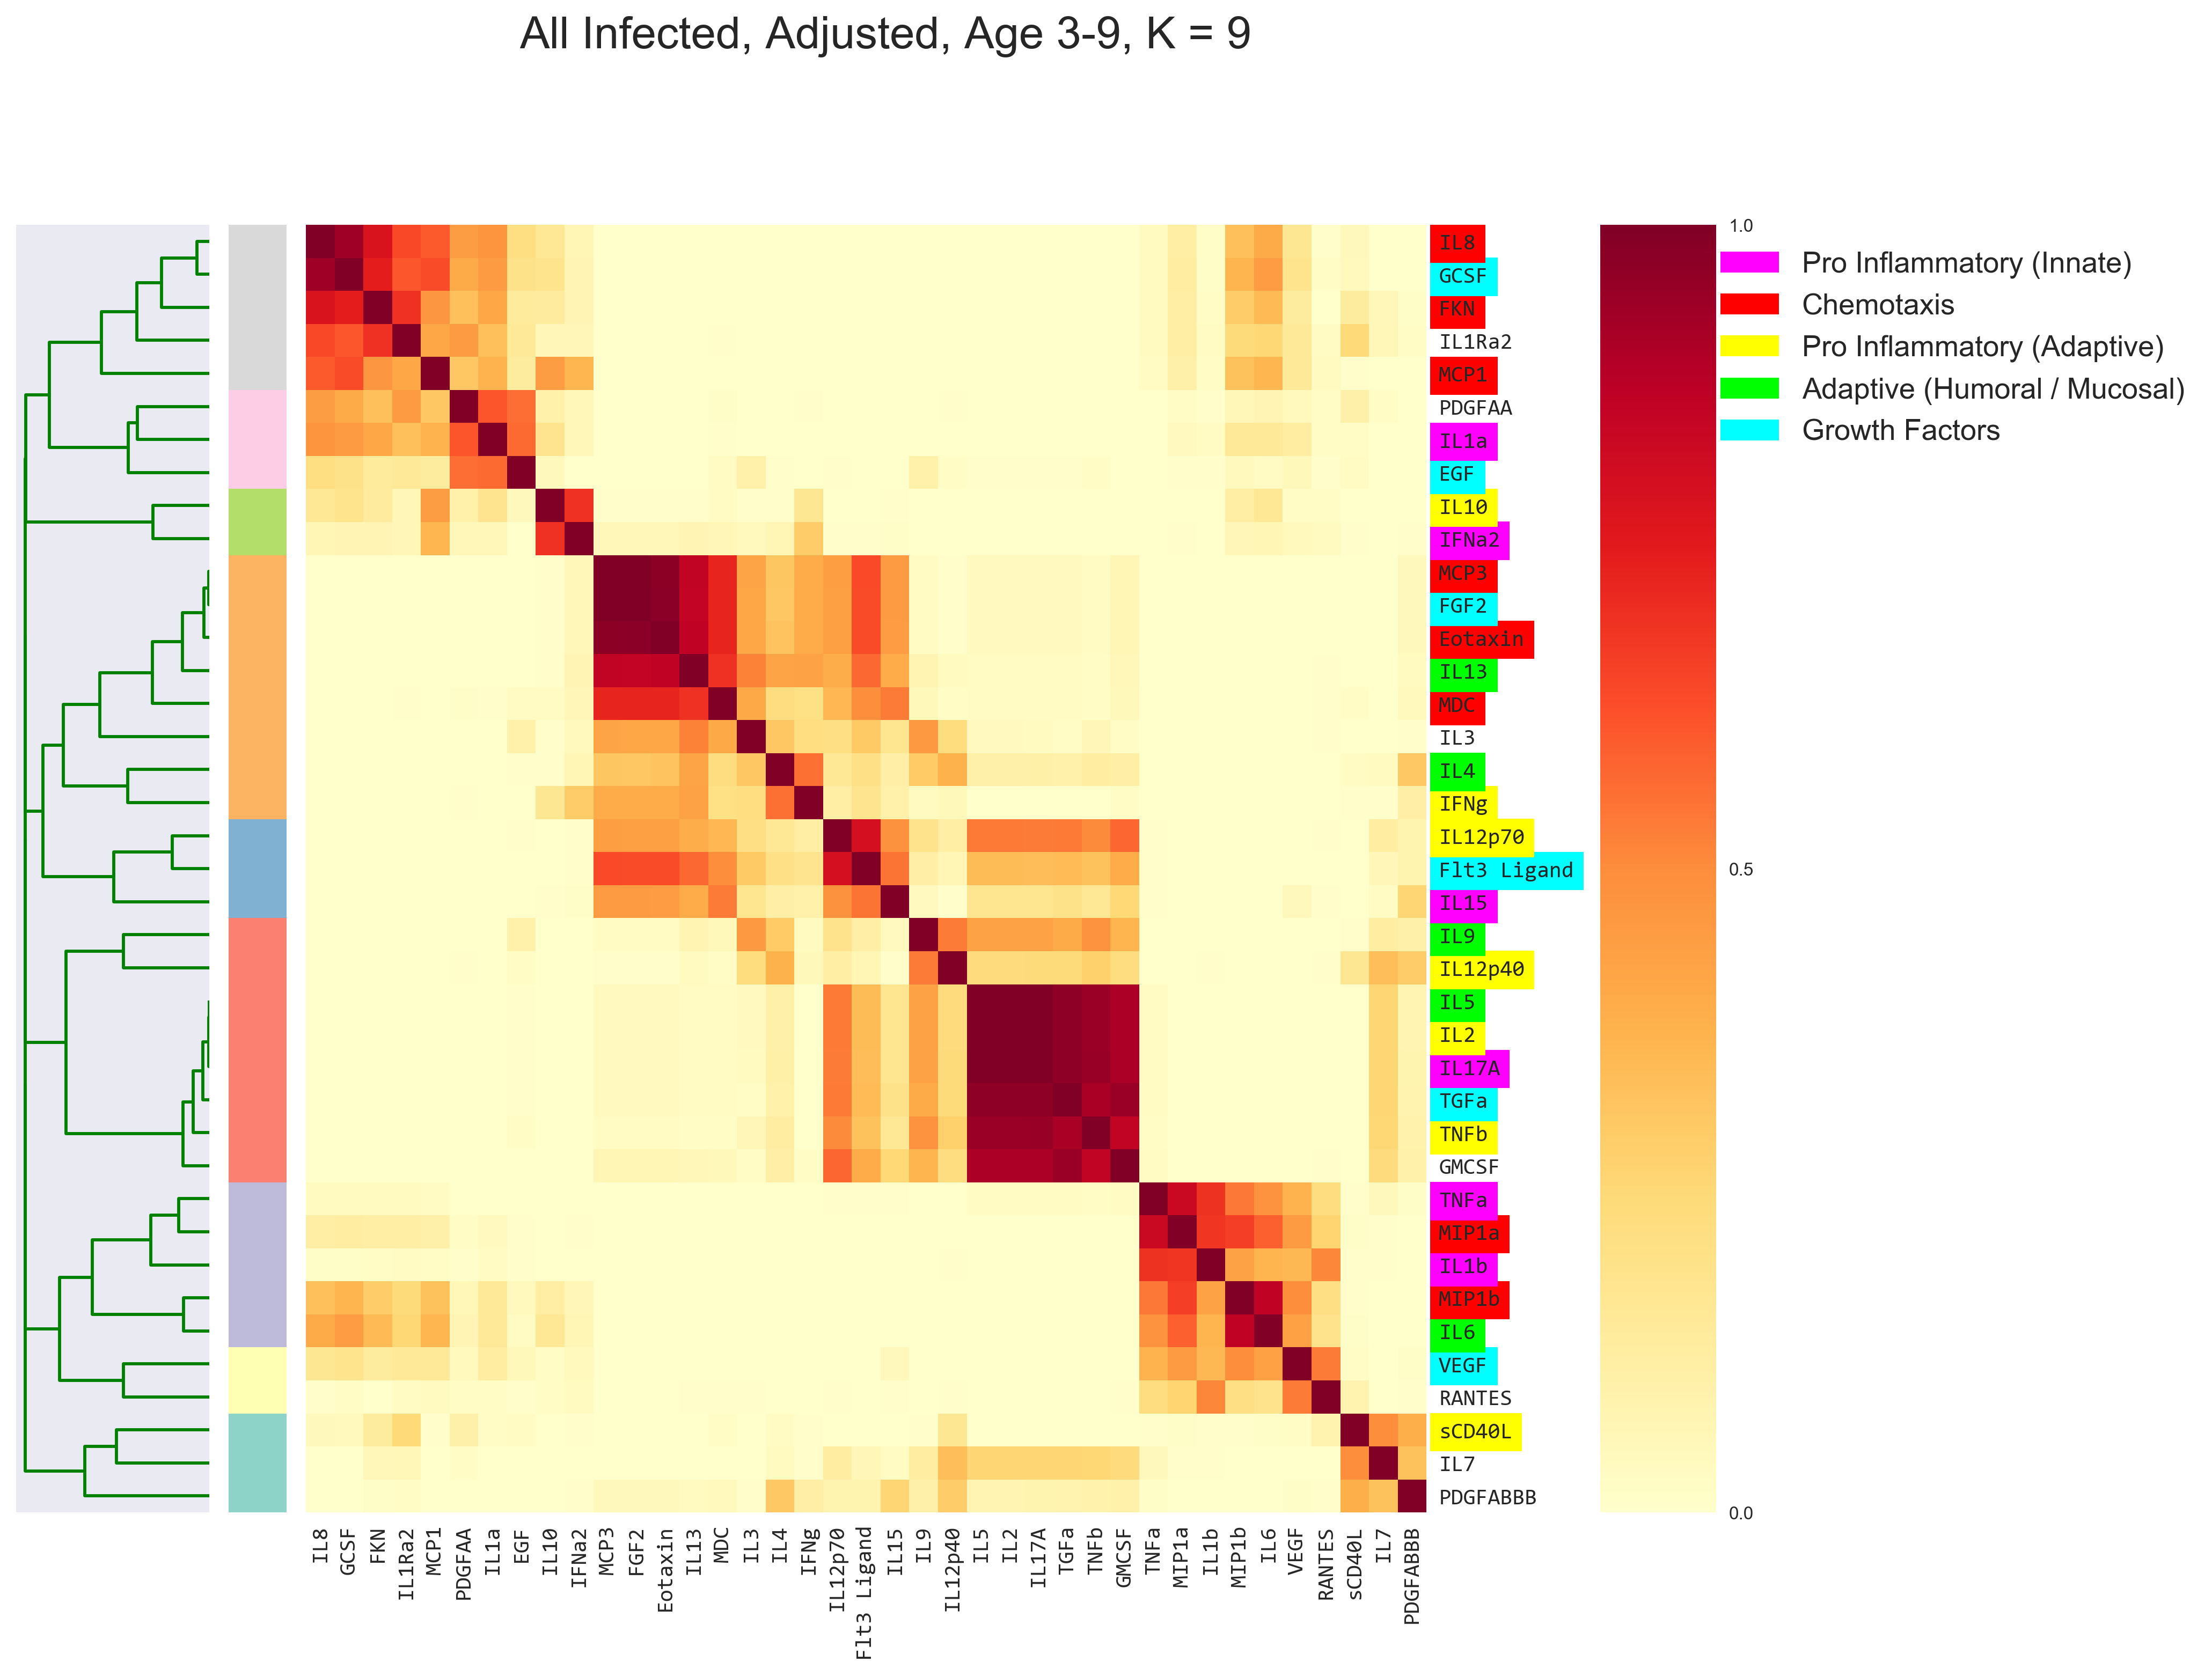 All Infected, Adjusted, Age 3-9, K = 9
IL8
GCSF
FKN
IL1Ra2
MCP1
PDGFAA
IL1a
EGF
IL10
IFNa2
MCP3
FGF2
Eotaxin
IL13
MDC
IL3
IL4
IFNg
IL12p70
Flt3 Ligand
IL15
IL9
IL12p40
IL5
IL2
IL17A
TGFa
TNFb
GMCSF
TNFa
MIP1a
IL1b
MIP1b
IL6
VEGF
RANTES
sCD40L
IL7
PDGFABBB
1.0
0.5
0.0
Pro Inflammatory (Innate)
Chemotaxis
Pro Inflammatory (Adaptive)
Adaptive (Humoral / Mucosal)
Growth Factors
IL8
GCSF
FKN
IL1Ra2
MCP1
PDGFAA
IL1a
EGF
IL10
IFNa2
MCP3
FGF2
Eotaxin
IL13
MDC
IL3
IL4
IFNg
IL12p70
Flt3 Ligand
IL15
IL9
IL12p40
IL5
IL2
IL17A
TGFa
TNFb
GMCSF
TNFa
MIP1a
IL1b
MIP1b
IL6
VEGF
RANTES
sCD40L
IL7
PDGFABBB